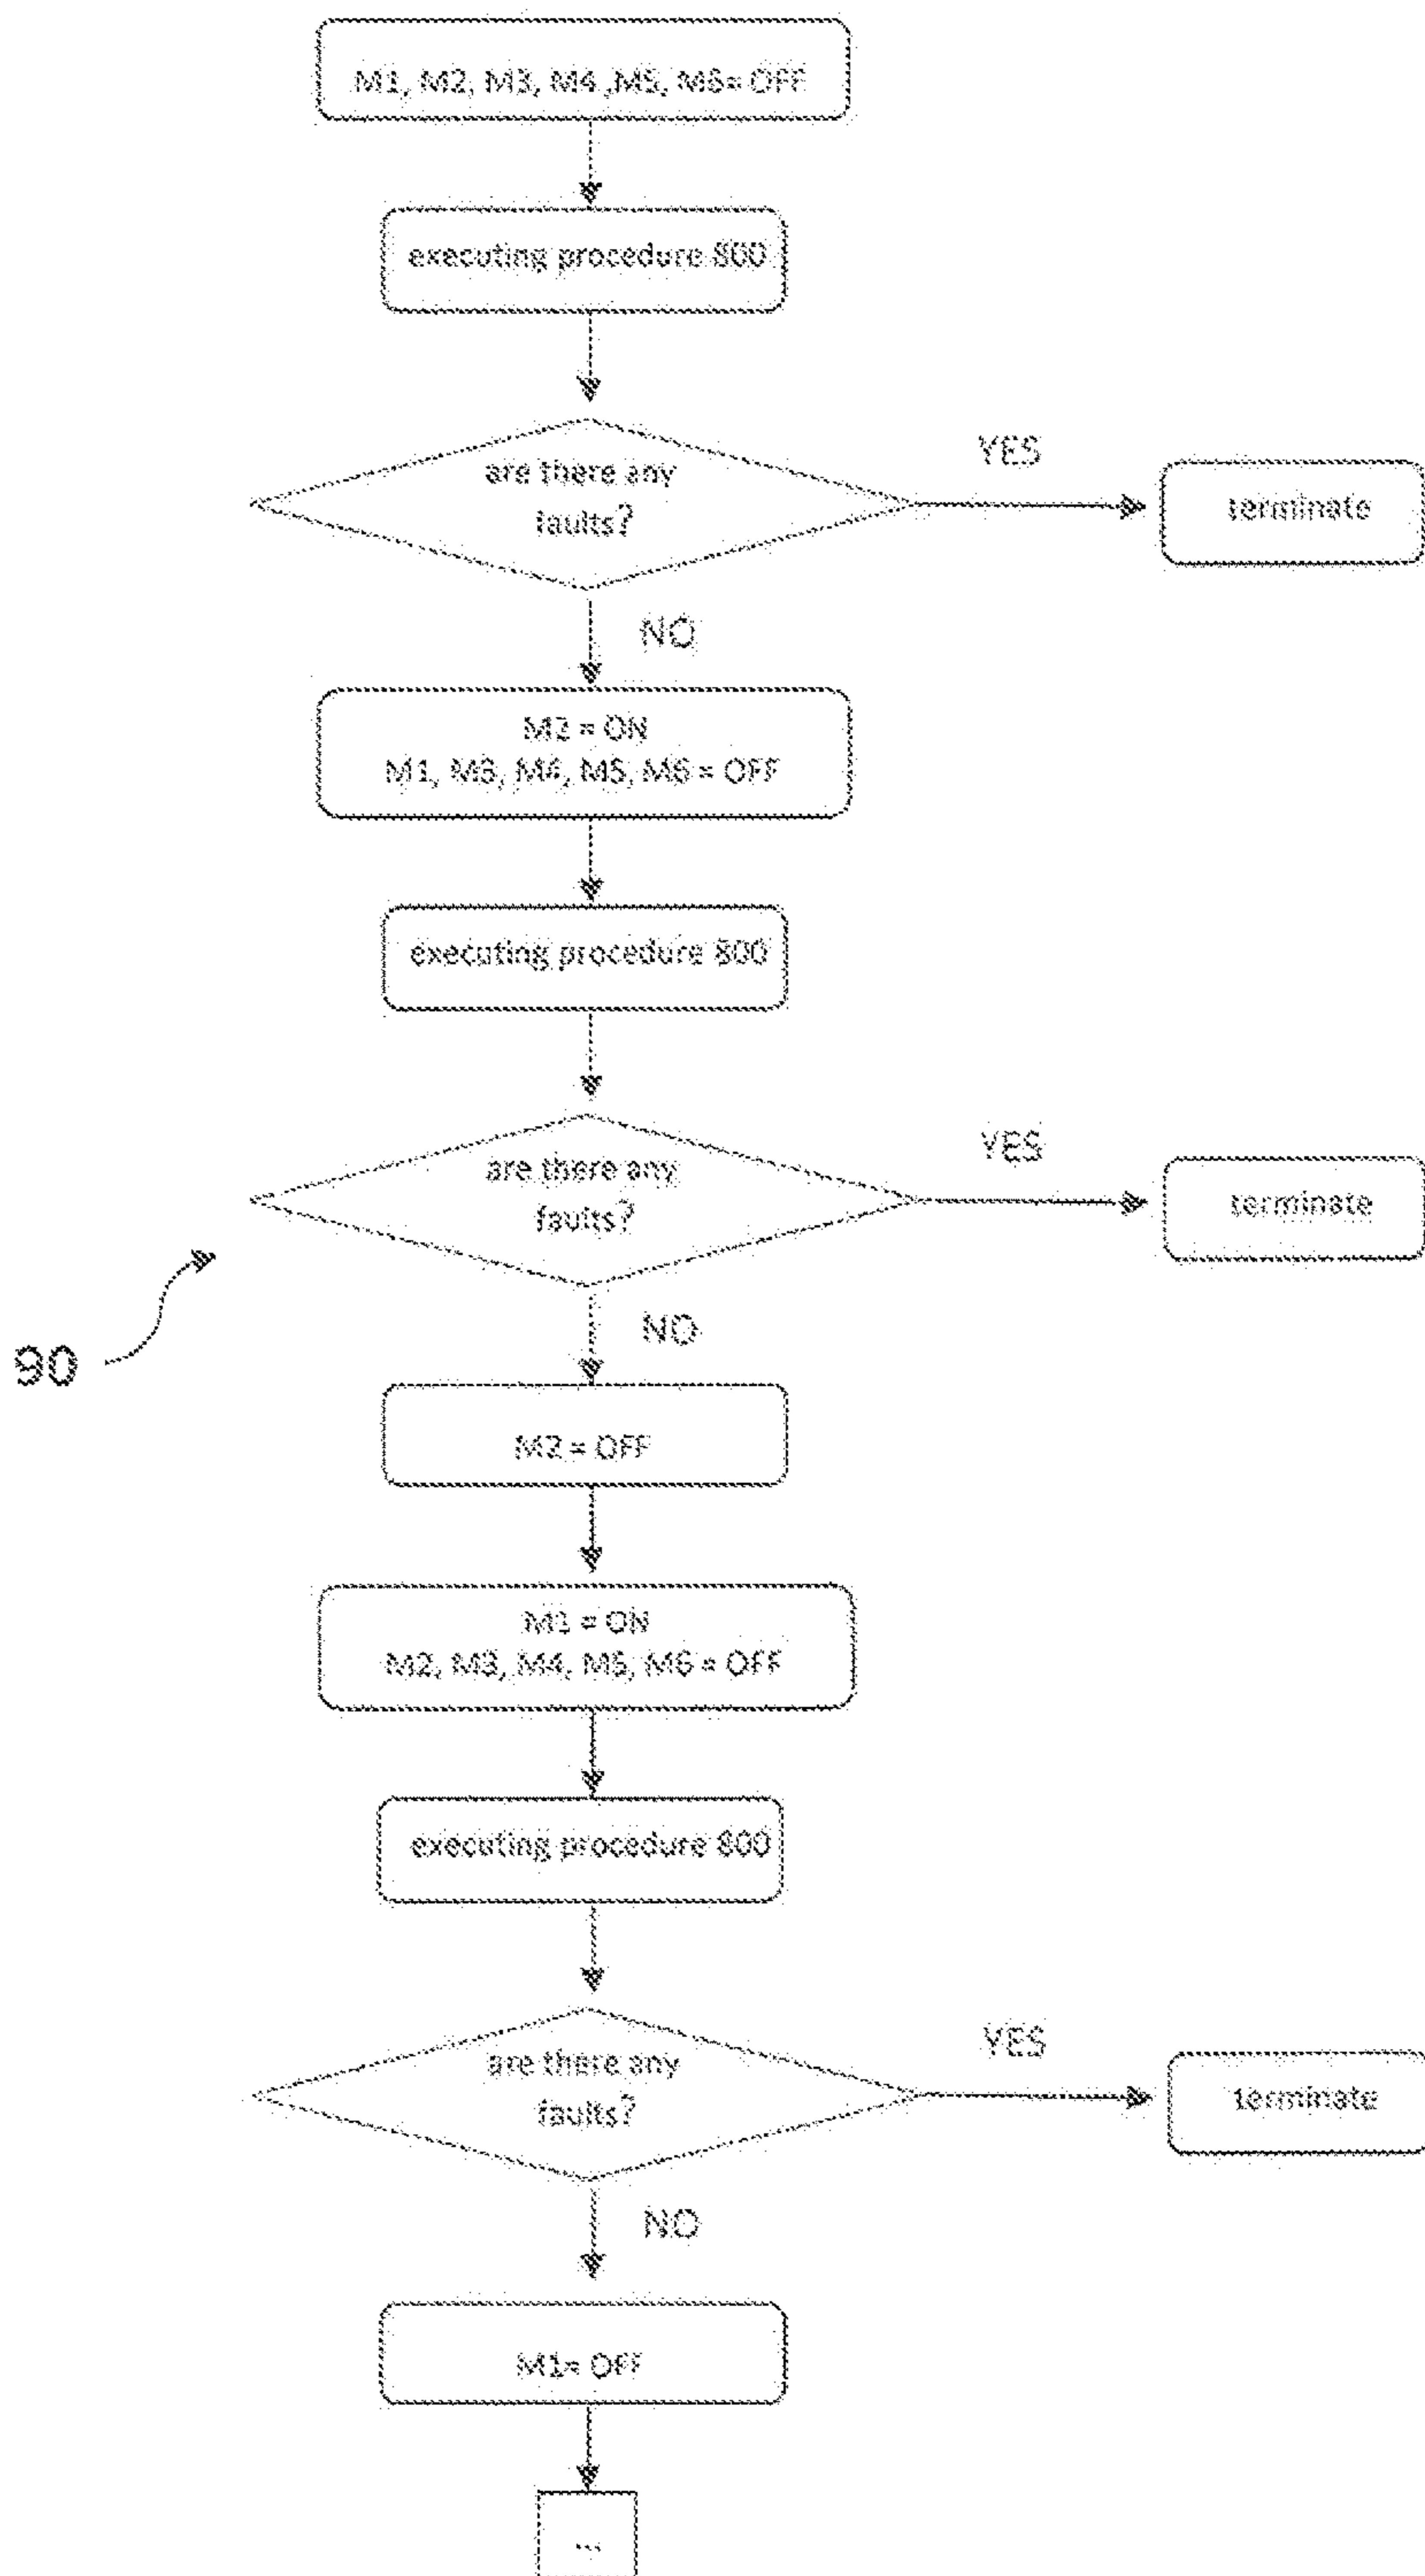 M1, M2, M3, M4 ,M5, M6= OFF
executing procedure 800
are there any
faults?
YES
terminate
NO
M2 = ON
M1, M3, M4, M5, M6 = OFF
executing procedure 800
are there any
faults?
YES
terminate
90
NO
M2 = OFF
M1 = ON
M2, M3, M4, M5, M6 = OFF
executing procedure 800
are there any
faults?
YES
terminate
NO
M1= OFF
...